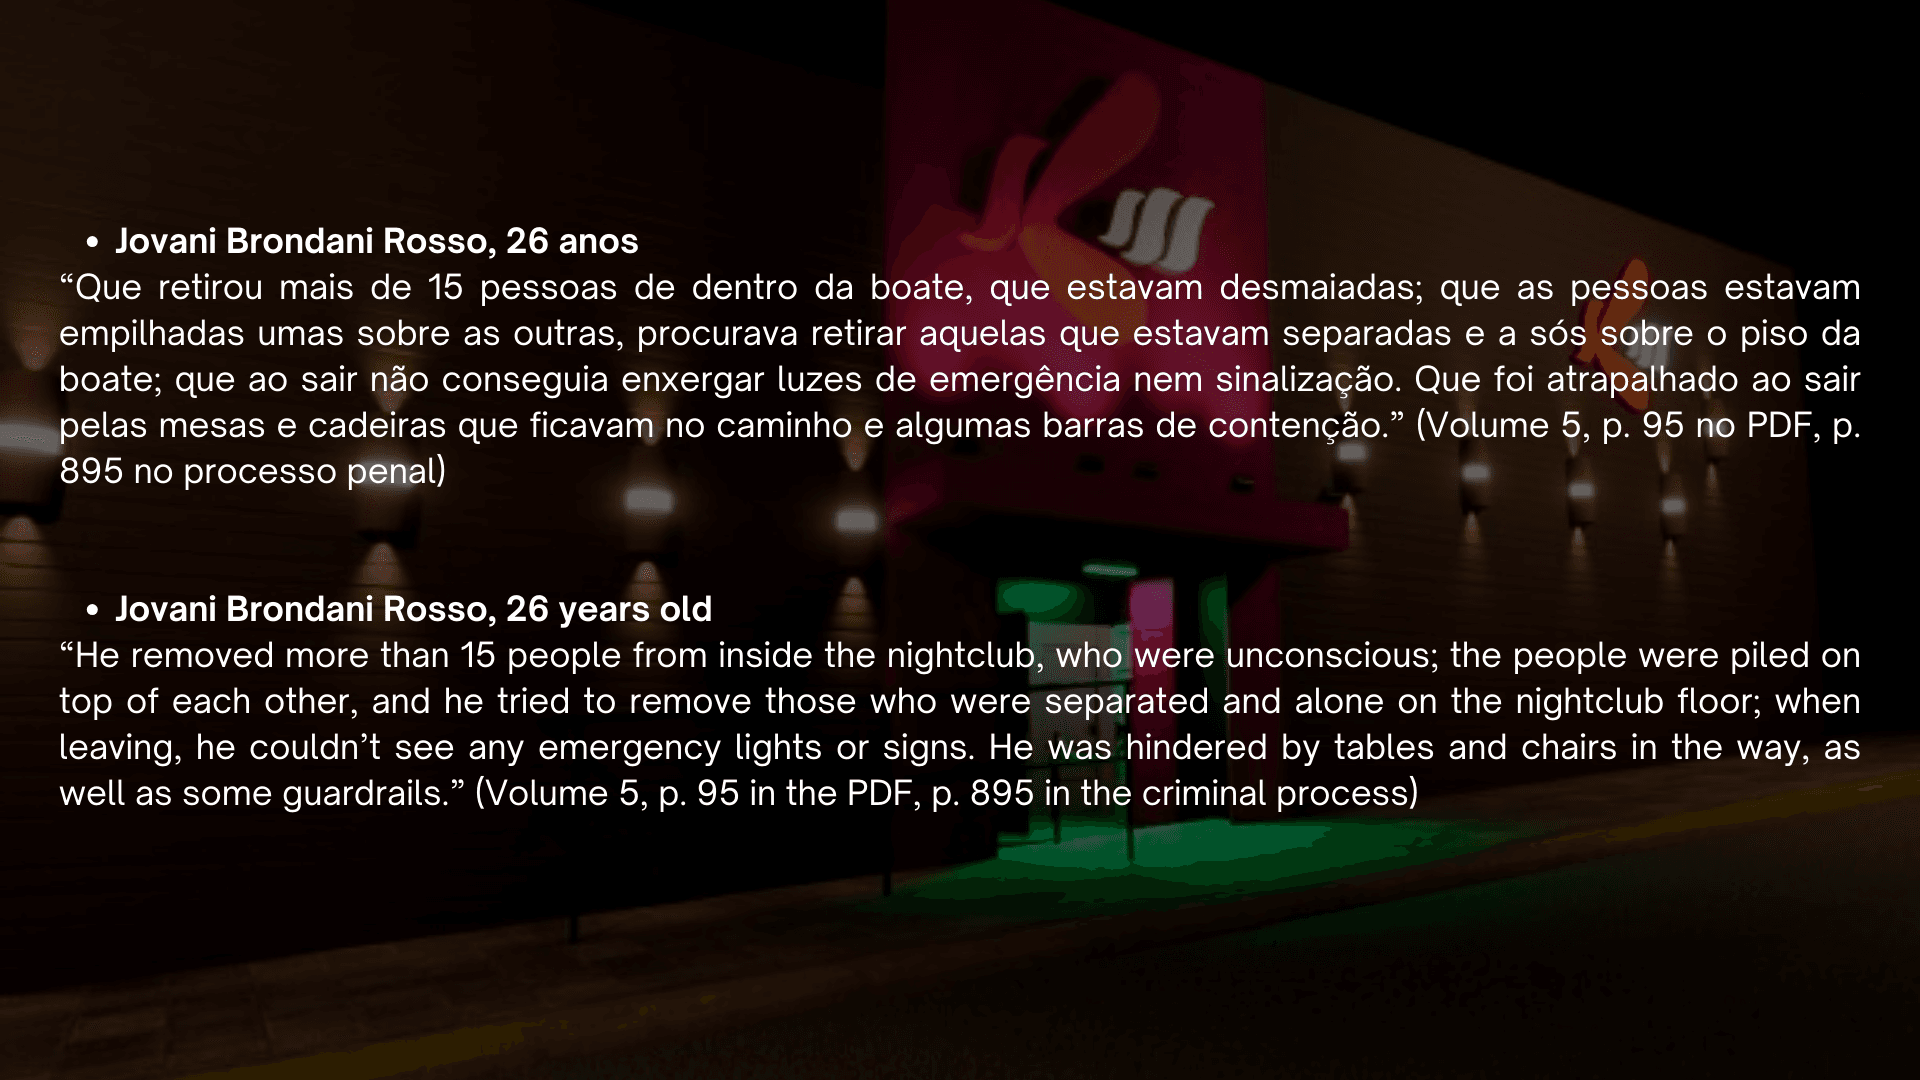 • Jovani Brondani Rosso, 26 anos
“Que retirou mais de 15 pessoas de dentro da boate, que estavam desmaiadas; que as pessoas estavam
empilhadas umas sobre as outras, procurava retirar aquelas que estavam separadas e a sós sobre o piso da
boate; que ao sair não conseguia enxergar luzes de emergência nem sinalização. Que foi atrapalhado ao sair
pelas mesas e cadeiras que ficavam no caminho e algumas barras de contenção.” (Volume 5, p. 95 no PDF, p.
895 no processo penal)
• Jovani Brondani Rosso, 26 years old
“He removed more than 15 people from inside the nightclub, who were unconscious; the people were piled on
top of each other, and he tried to remove those who were separated and alone on the nightclub floor; when
leaving, he couldn’t see any emergency lights or signs. He was hindered by tables and chairs in the way, as
well as some guardrails.” (Volume 5, p. 95 in the PDF, p. 895 in the criminal process)